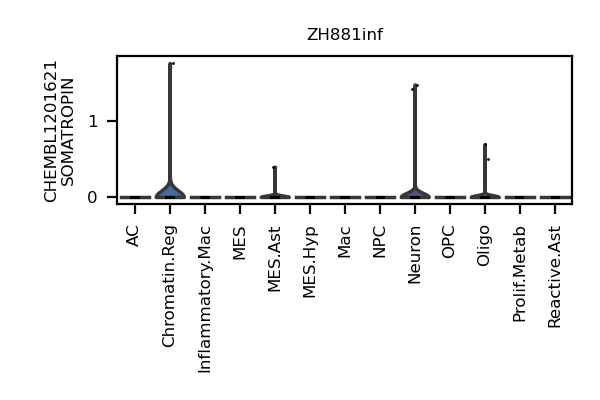 ZH881inf
CHEMBL1201621
SOMATROPIN
1
0
AC
Chromatin.Reg
Inflammatory.Mac
MES
MES.Ast
MES.Hyp
Mac
NPC
Neuron
OPC
Oligo
Prolif.Metab
Reactive.Ast